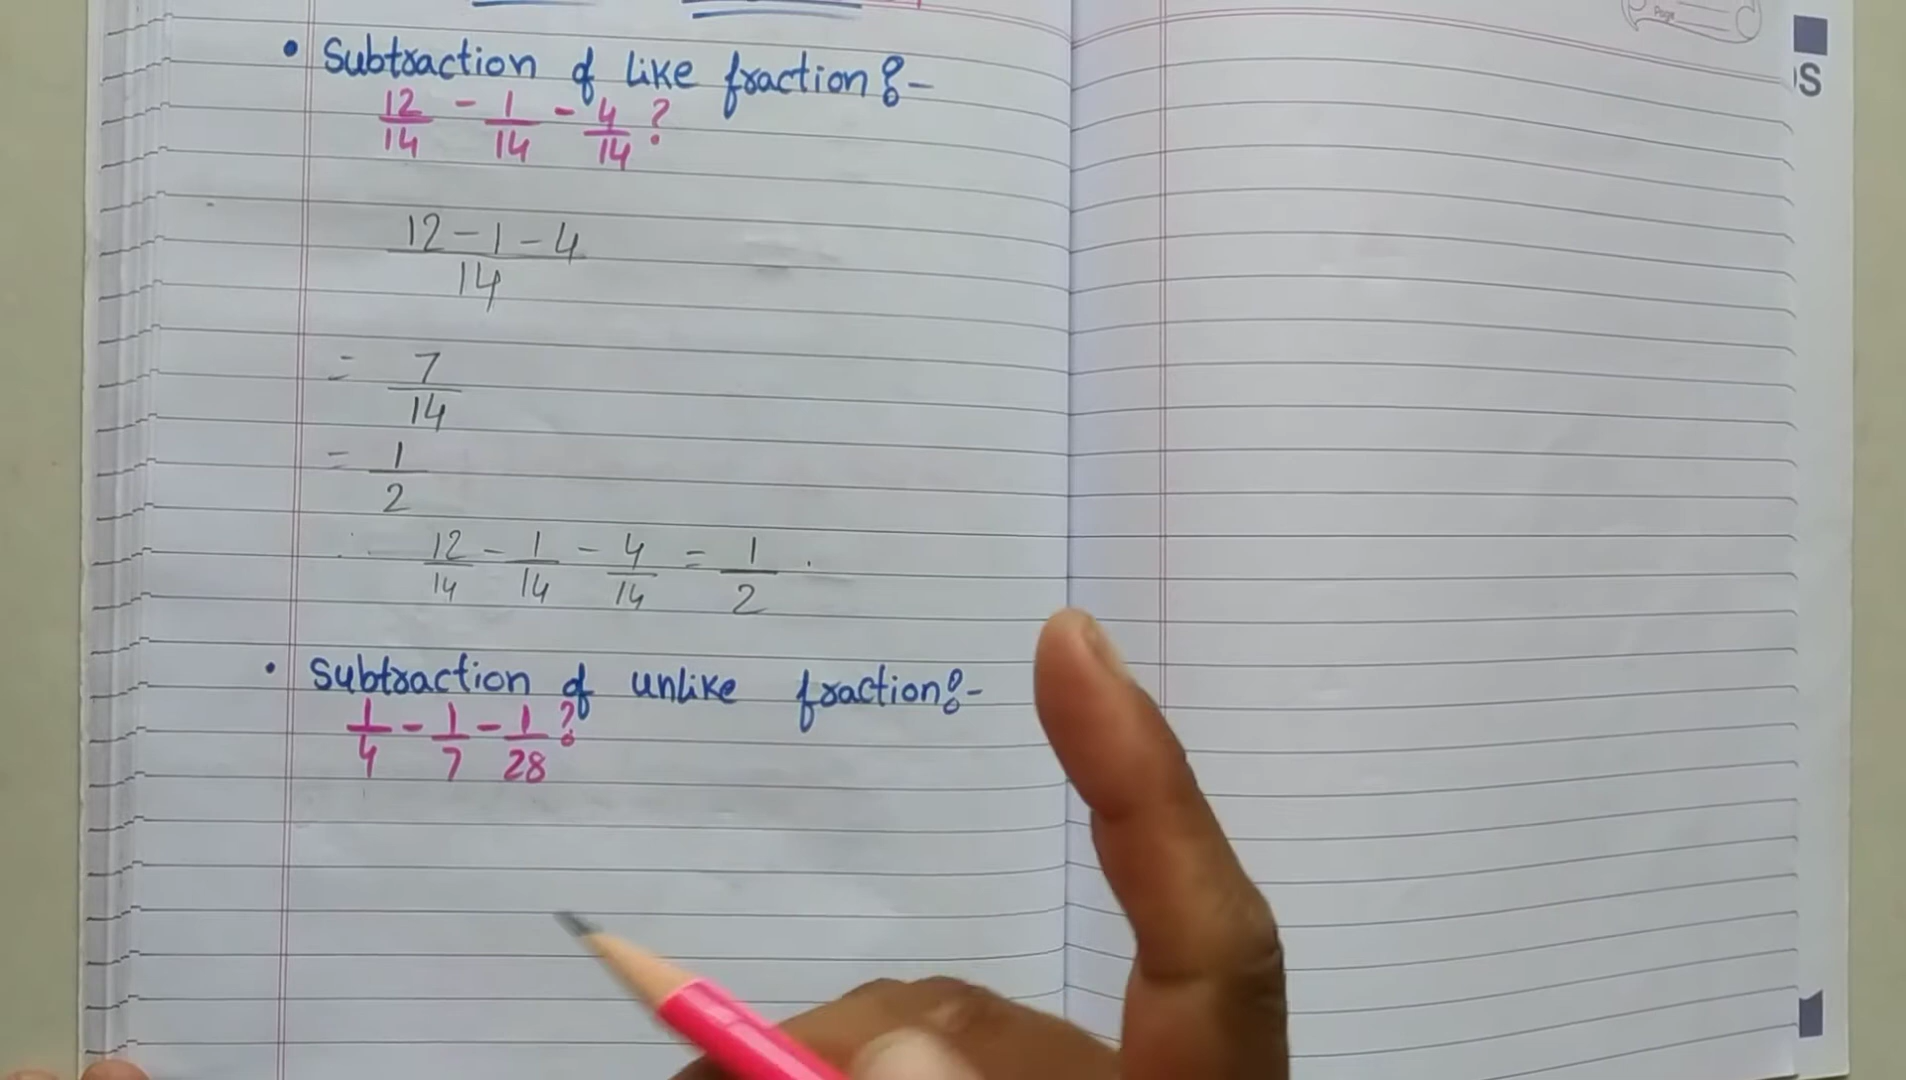 • Subtraction of like fraction :-
12/14 - 1/14 - 4/14 ?
12 - 1 - 4 / 14
= 7/14
= 1/2
∴ 12/14 - 1/14 - 4/14 = 1/2 .
• Subtraction of unlike fraction :-
1/4 - 1/7 - 1/28 ?
Page